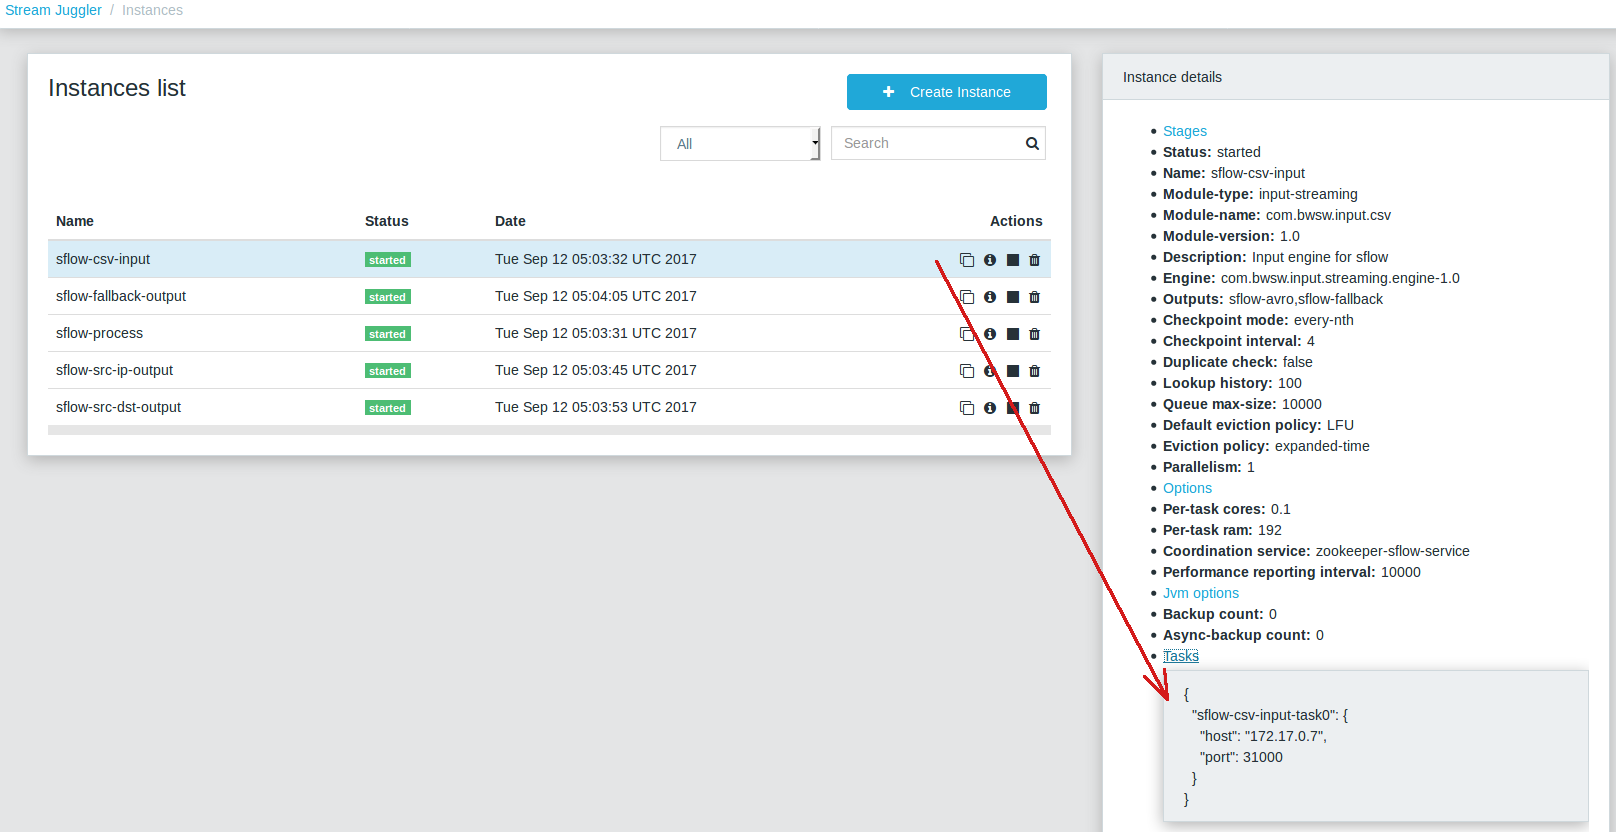 Stream Juggler / Instances
Instances list
Create Instance
All
Search
Name Status Date Actions
sflow-csv-input started Tue Sep 12 05:03:32 UTC 2017
sflow-fallback-output started Tue Sep 12 05:04:05 UTC 2017
sflow-process started Tue Sep 12 05:03:31 UTC 2017
sflow-src-ip-output started Tue Sep 12 05:03:45 UTC 2017
sflow-src-dst-output started Tue Sep 12 05:03:53 UTC 2017
Instance details
Stages
Status: started
Name: sflow-csv-input
Module-type: input-streaming
Module-name: com.bwsw.input.csv
Module-version: 1.0
Description: Input engine for sflow
Engine: com.bwsw.input.streaming.engine-1.0
Outputs: sflow-avro,sflow-fallback
Checkpoint mode: every-nth
Checkpoint interval: 4
Duplicate check: false
Lookup history: 100
Queue max-size: 10000
Default eviction policy: LFU
Eviction policy: expanded-time
Parallelism: 1
Options
Per-task cores: 0.1
Per-task ram: 192
Coordination service: zookeeper-sflow-service
Performance reporting interval: 10000
Jvm options
Backup count: 0
Async-backup count: 0
Tasks
{
"sflow-csv-input-task0": {
"host": "172.17.0.7",
"port": 31000
}
}